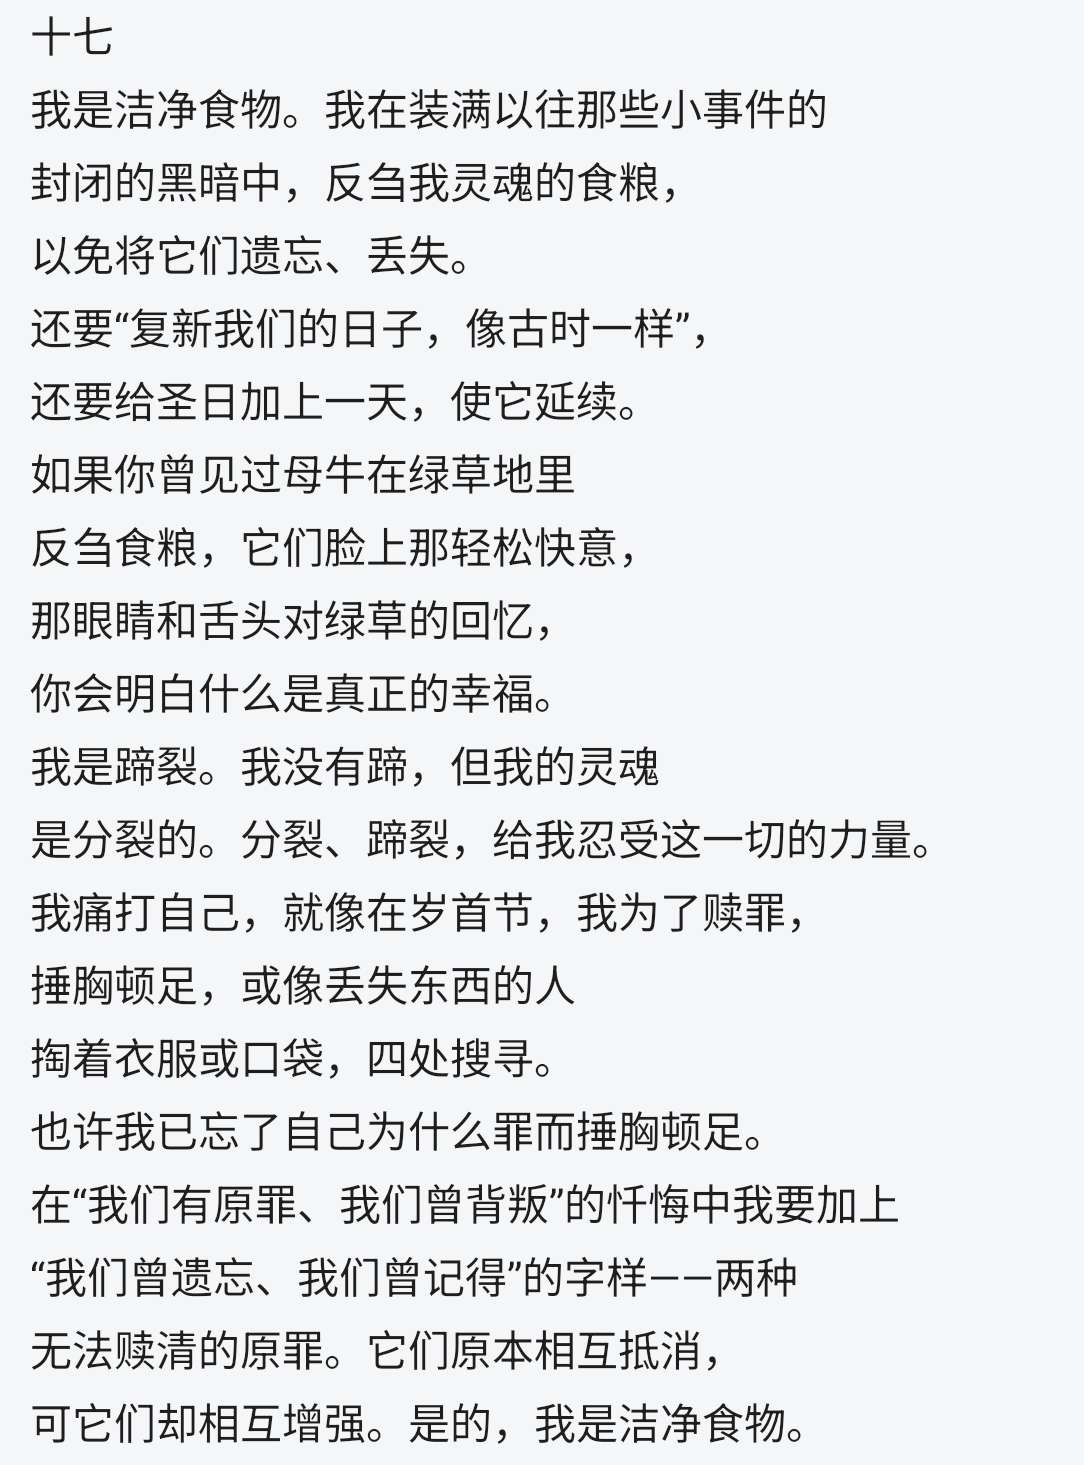 十七
我是洁净食物。我在装满以往那些小事件的
封闭的黑暗中，反刍我灵魂的食粮，
以免将它们遗忘、丢失。
还要“复新我们的日子，像古时一样”，
还要给圣日加上一天，使它延续。
如果你曾见过母牛在绿草地里
反刍食粮，它们脸上那轻松快意，
那眼睛和舌头对绿草的回忆，
你会明白什么是真正的幸福。
我是蹄裂。我没有蹄，但我的灵魂
是分裂的。分裂、蹄裂，给我忍受这一切的力量。
我痛打自己，就像在岁首节，我为了赎罪，
捶胸顿足，或像丢失东西的人
掏着衣服或口袋，四处搜寻。
也许我已忘了自己为什么罪而捶胸顿足。
在“我们有原罪、我们曾背叛”的忏悔中我要加上
“我们曾遗忘、我们曾记得”的字样——两种
无法赎清的原罪。它们原本相互抵消，
可它们却相互增强。是的，我是洁净食物。